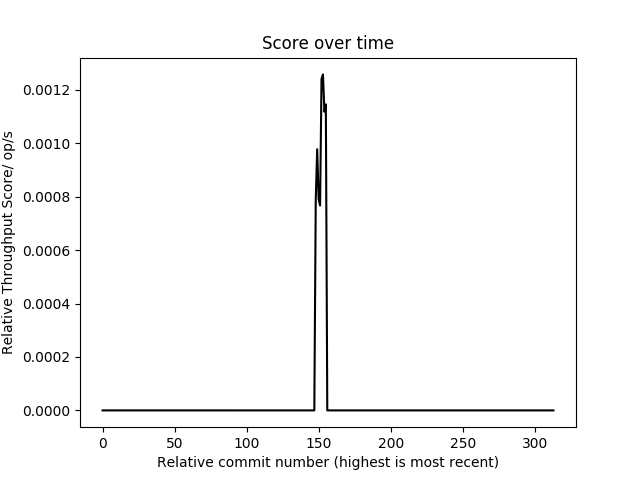 Score over time
Relative Throughput Score/ op/s
0.0012
0.0010
0.0008
0.0006
0.0004
0.0002
0.0000
0 50 100 150 200 250 300
Relative commit number (highest is most recent)